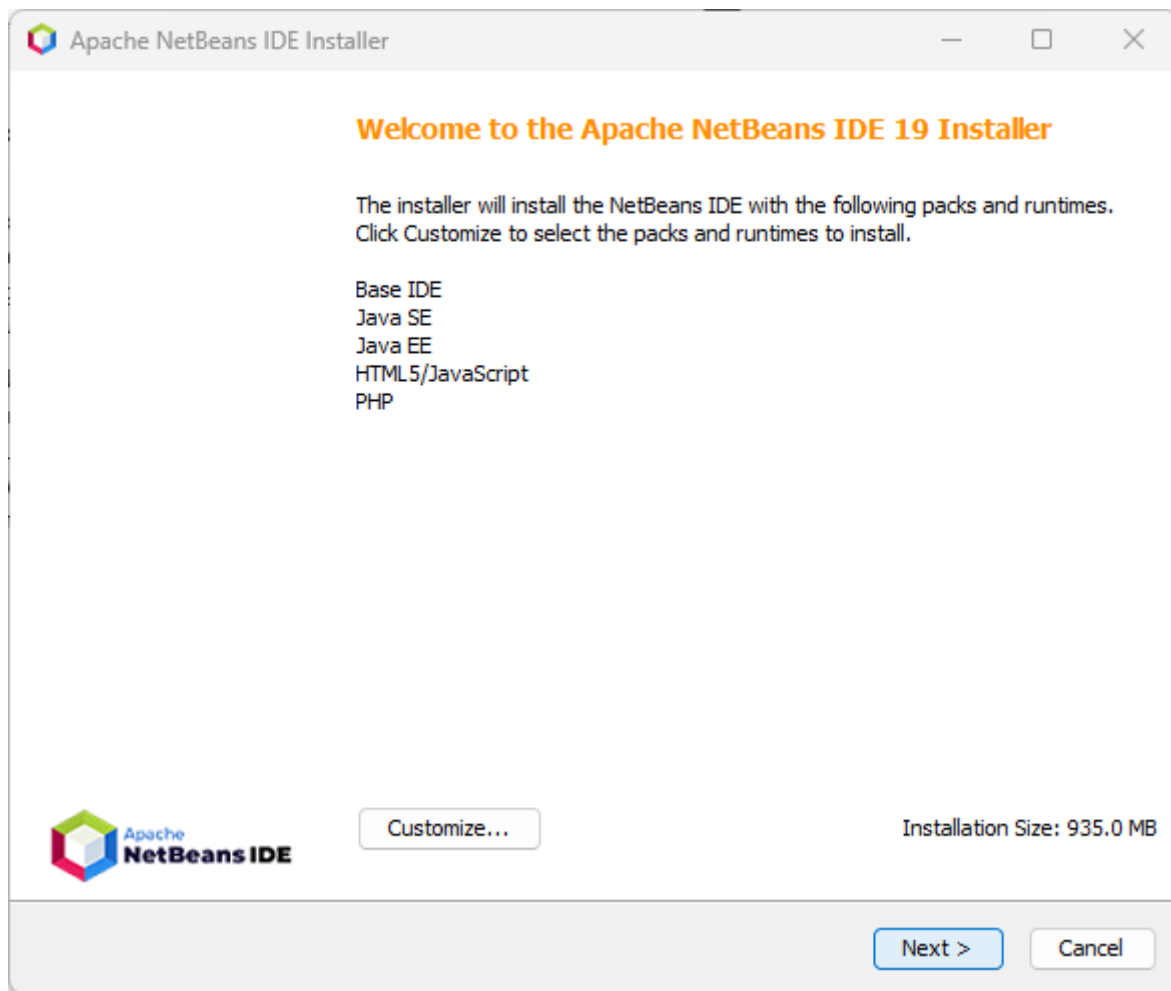 Apache NetBeans IDE Installer
Welcome to the Apache NetBeans IDE 19 Installer
The installer will install the NetBeans IDE with the following packs and runtimes.
Click Customize to select the packs and runtimes to install.
Base IDE
Java SE
Java EE
HTML5/JavaScript
PHP
Apache
NetBeans IDE
Customize...
Installation Size: 935.0 MB
Next >
Cancel